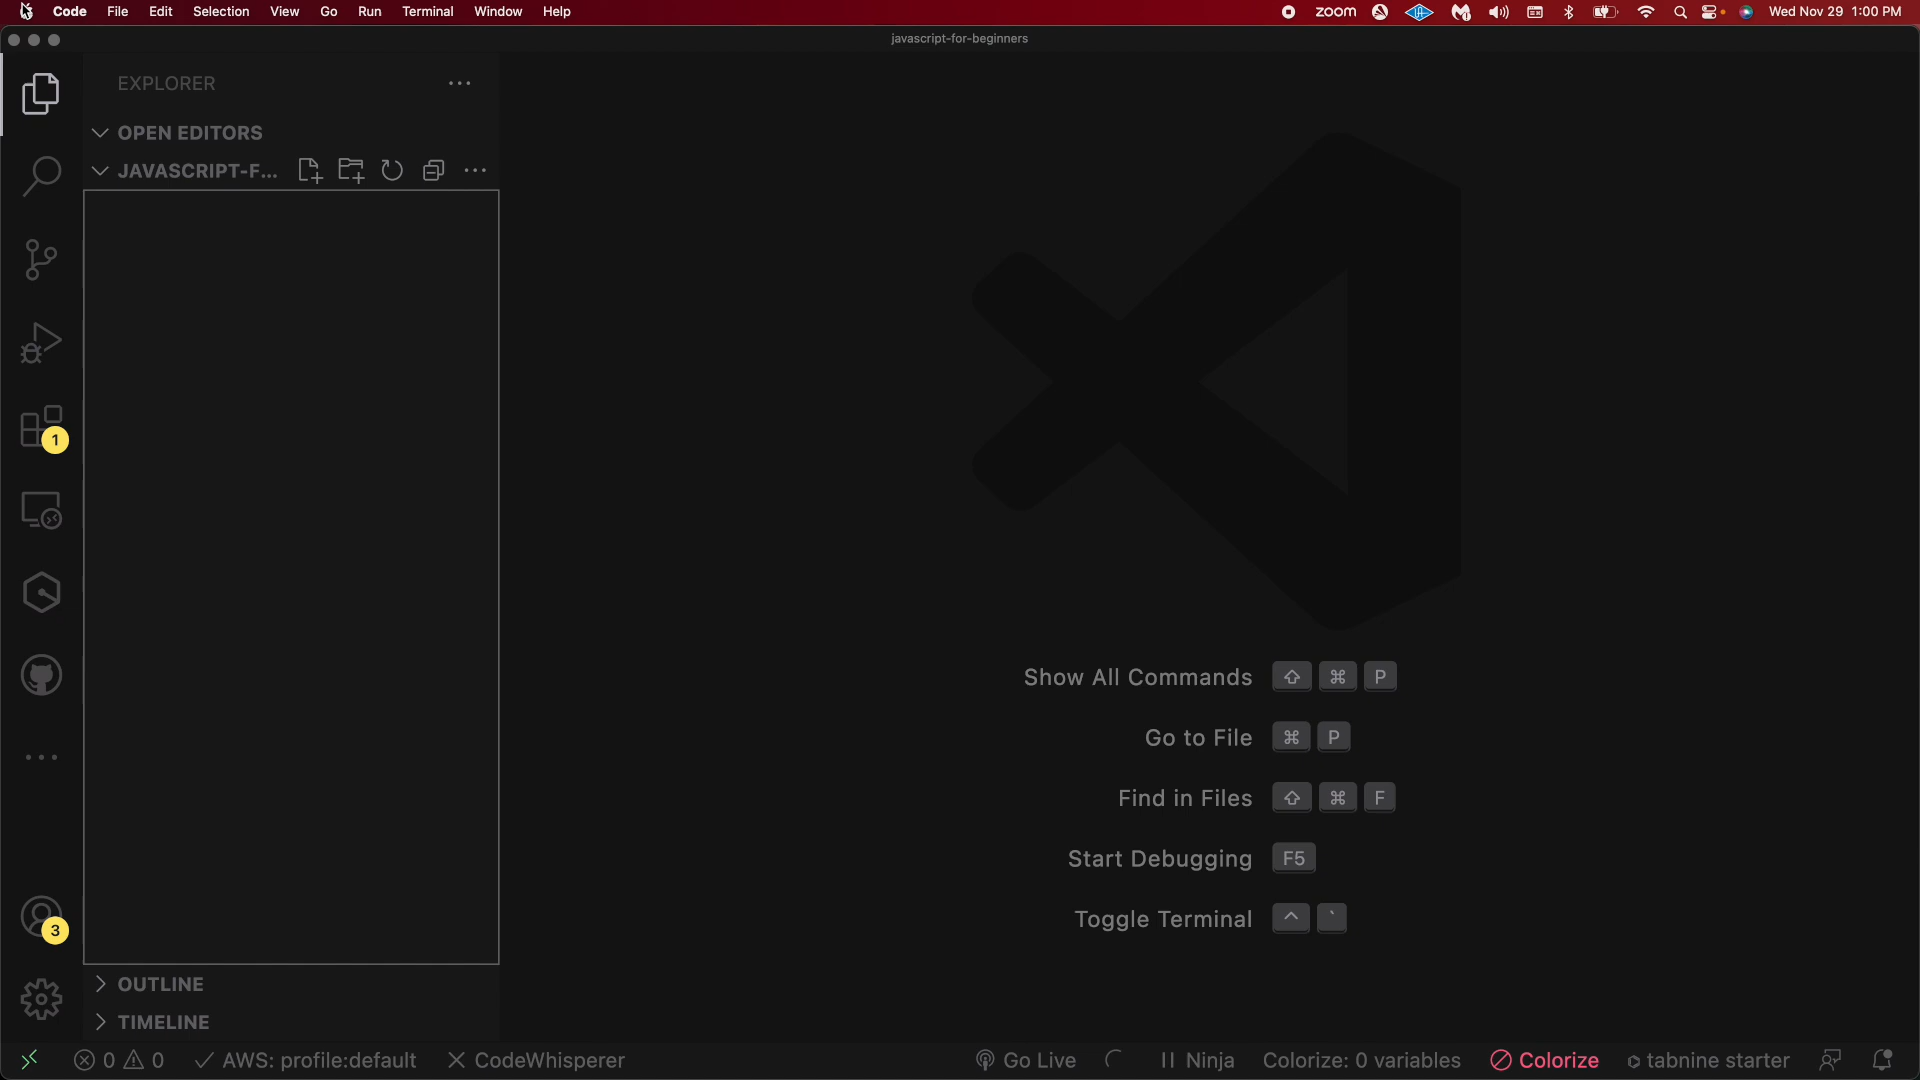 Code File Edit Selection View Go Run Terminal Window Help zoom Wed Nov 29 1:00 PM
javascript-for-beginners
EXPLORER
OPEN EDITORS
JAVASCRIPT-F...
1
Show All Commands ⇧ ⌘ P
Go to File ⌘ P
Find in Files ⇧ ⌘ F
Start Debugging F5
Toggle Terminal ^ `
3
OUTLINE
TIMELINE
0 0 AWS: profile:default CodeWhisperer Go Live Ninja Colorize: 0 variables Colorize tabnine starter